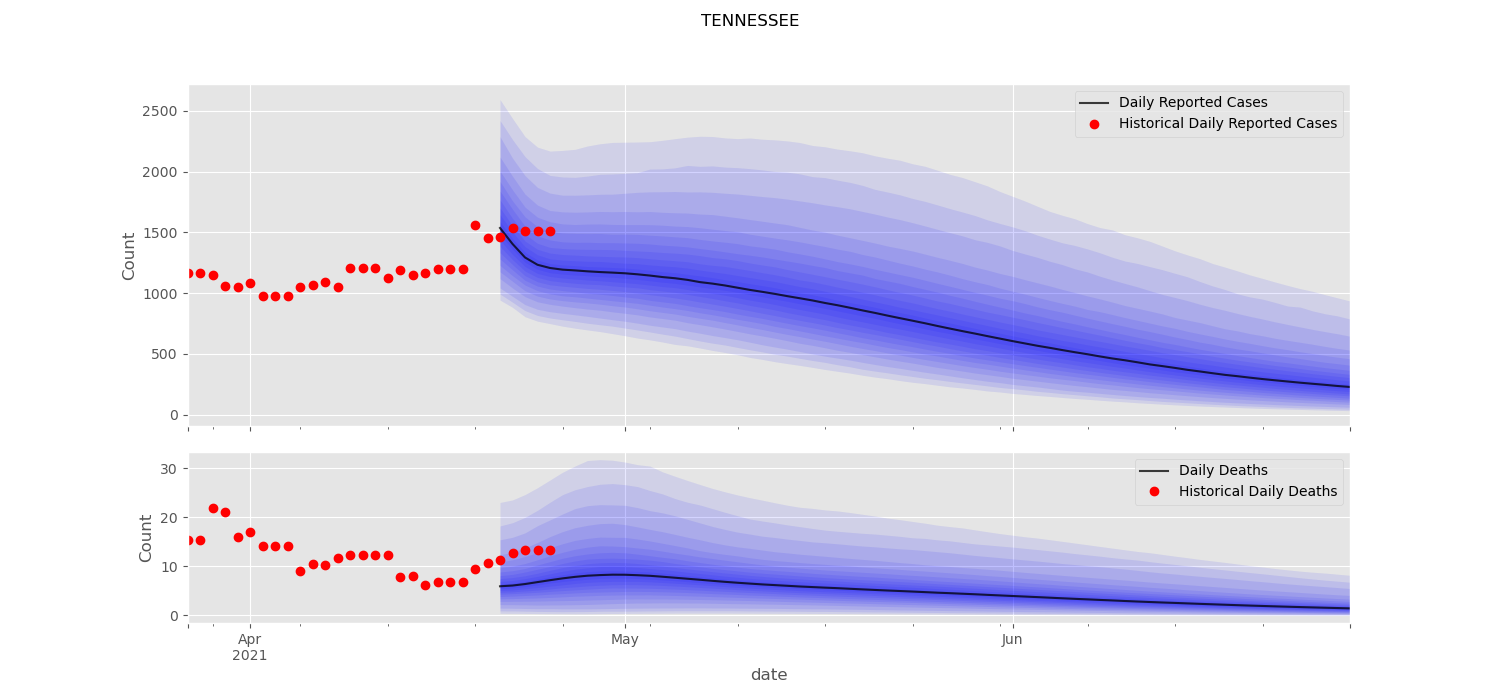 TENNESSEE
2500
2000
1500
1000
500
0
Count
Daily Reported Cases
Historical Daily Reported Cases
30
20
10
0
Count
Daily Deaths
Historical Daily Deaths
Apr
2021
May
Jun
date